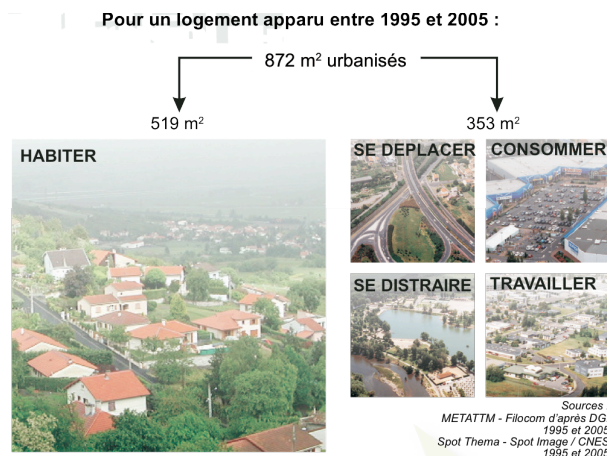 Pour un logement apparu entre 1995 et 2005 :
872 m² urbanisés
519 m²
353 m²
HABITER
SE DEPLACER
CONSOMMER
SE DISTRAIRE
TRAVAILLER
Sources :
METATTM - Filocom d'après DG
1995 et 2005
Spot Thema - Spot Image / CNES
1995 et 2005